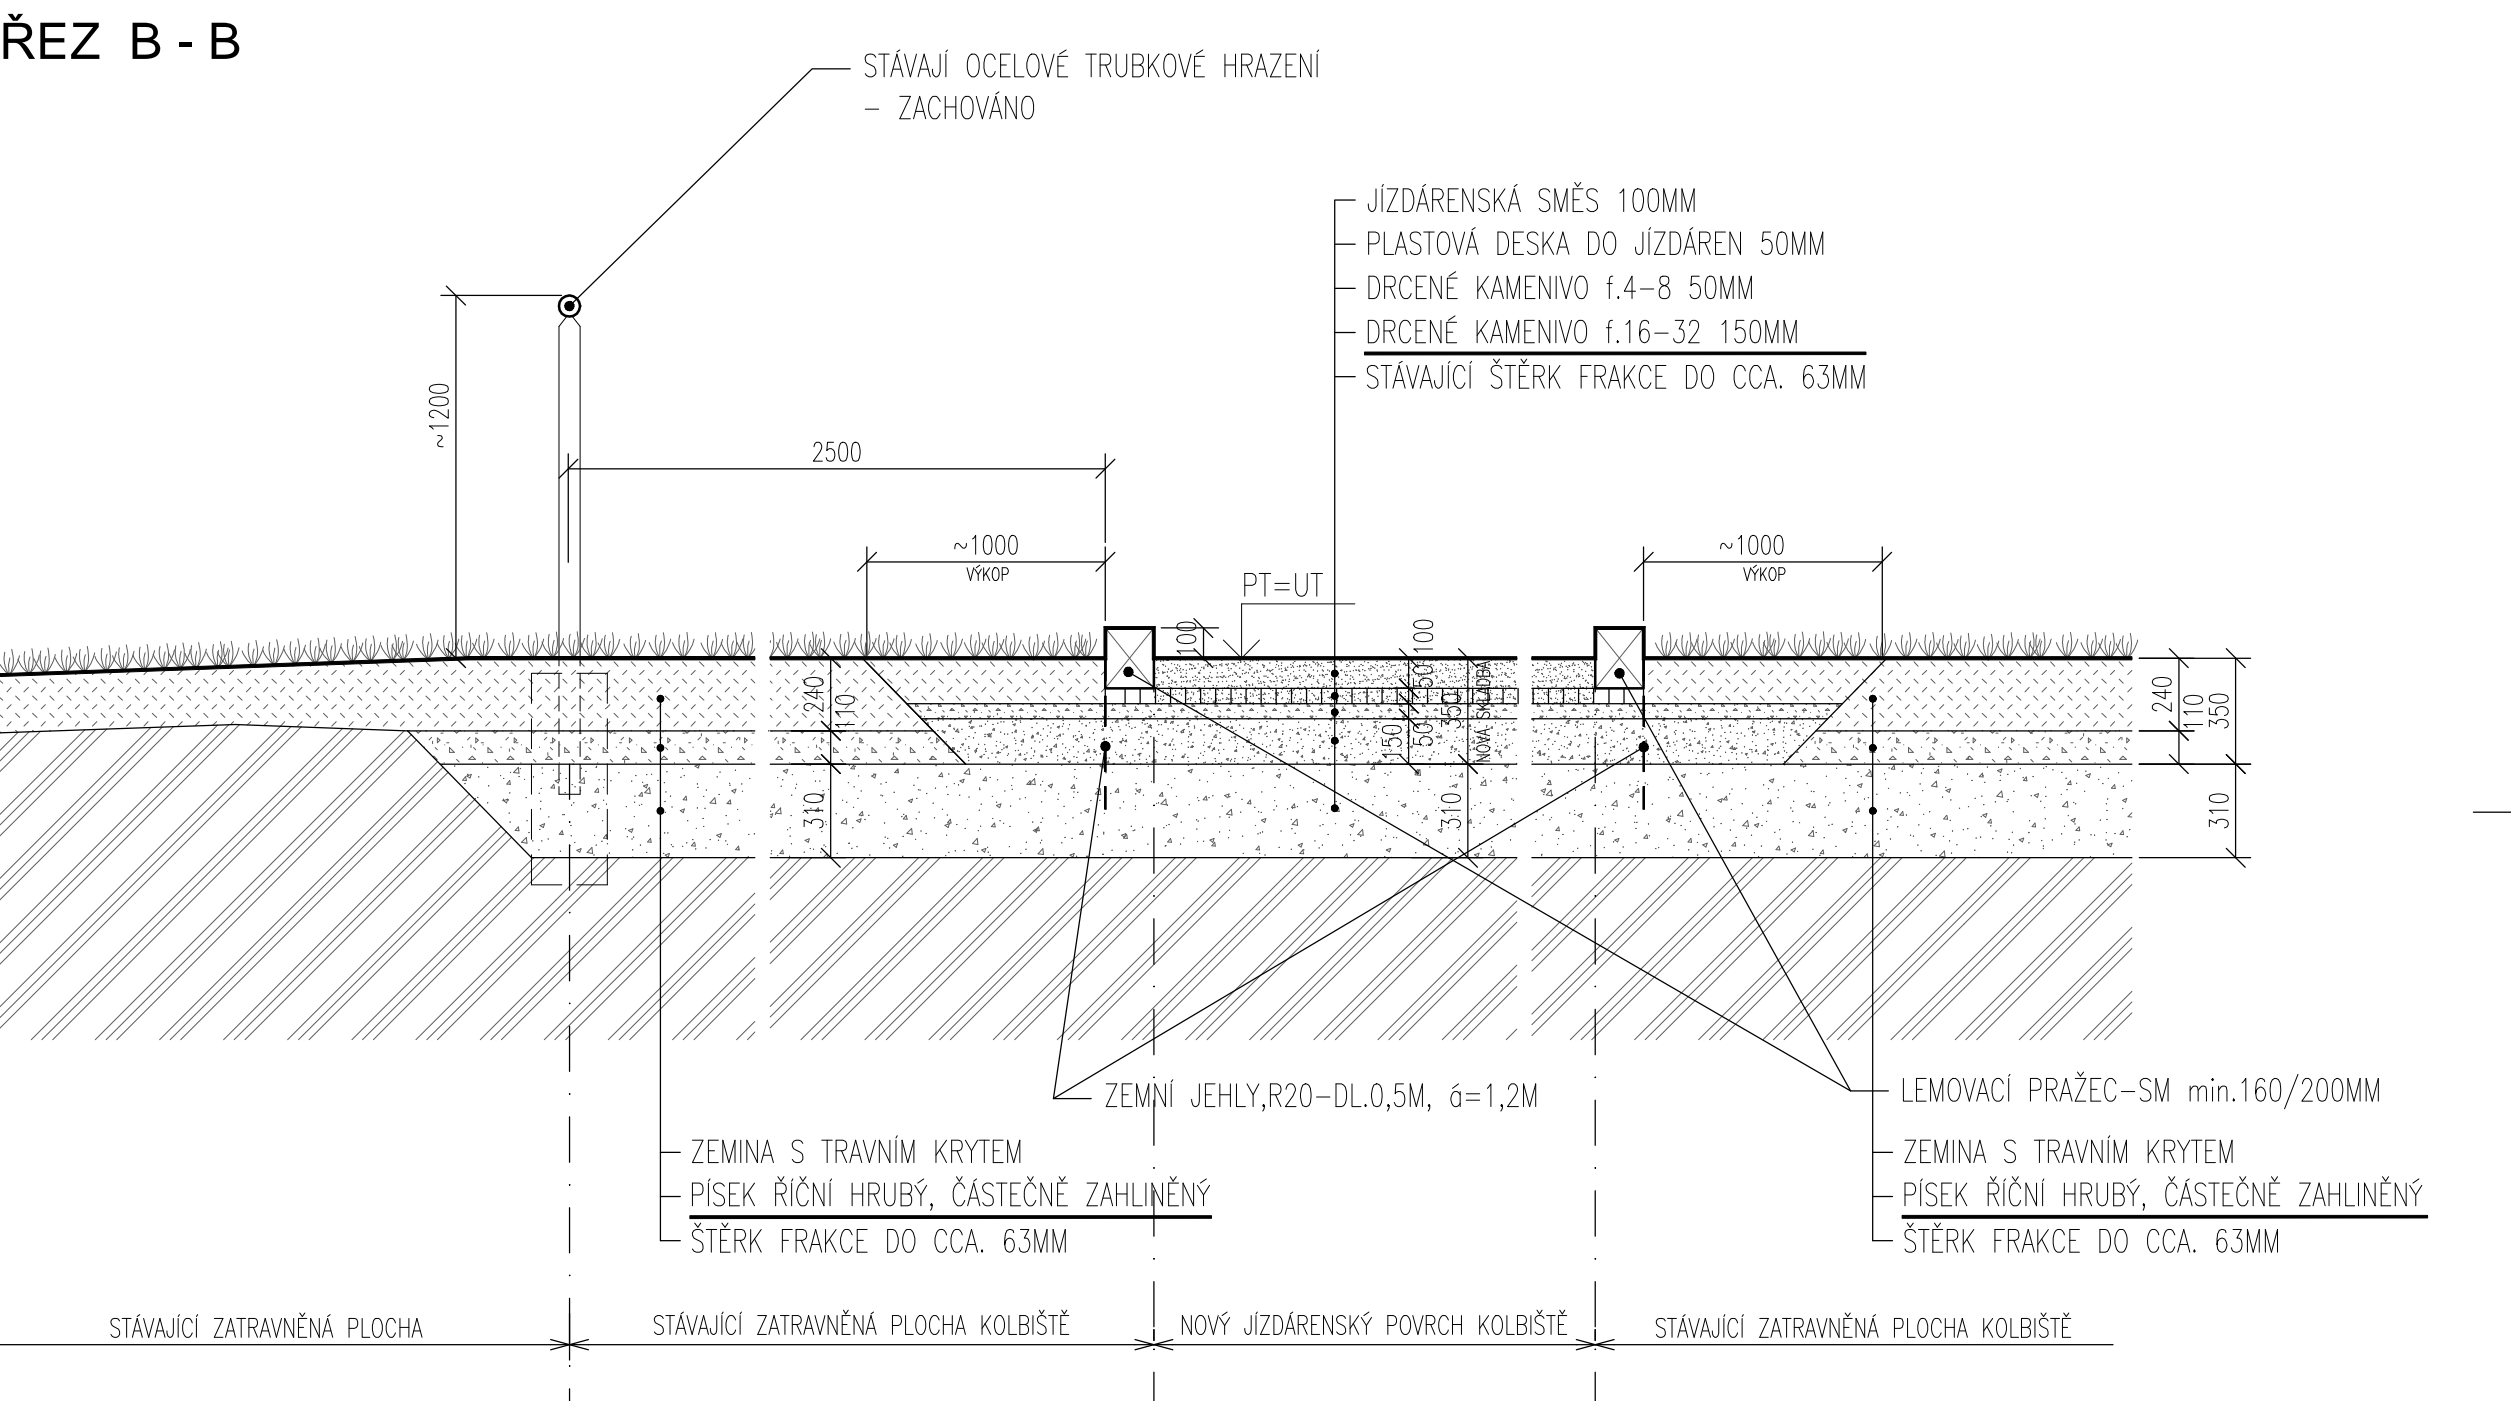 ŘEZ B - B
STÁVAJÍ OCELOVÉ TRUBKOVÉ HRAZENÍ
- ZACHOVÁNO
JÍZDÁRENSKÁ SMĚS 100MM
PLASTOVÁ DESKA DO JÍZDÁREN 50MM
DRCENÉ KAMENIVO f.4-8 50MM
DRCENÉ KAMENIVO f.16-32 150MM
STÁVAJÍCÍ ŠTĚRK FRAKCE DO CCA. 63MM
~1200
2500
~1000
VÝKOP
PT=UT
~1000
VÝKOP
100
240
110
310
100
50
50
150
350
NOVÁ SKLADBA
310
240
110
350
310
ZEMNÍ JEHLY,R20-DL.0,5M, á=1,2M
LEMOVACÍ PRAŽEC-SM min.160/200MM
ZEMINA S TRAVNÍM KRYTEM
PÍSEK ŘÍČNÍ HRUBÝ, ČÁSTEČNĚ ZAHLINĚNÝ
ŠTĚRK FRAKCE DO CCA. 63MM
ZEMINA S TRAVNÍM KRYTEM
PÍSEK ŘÍČNÍ HRUBÝ, ČÁSTEČNĚ ZAHLINĚNÝ
ŠTĚRK FRAKCE DO CCA. 63MM
STÁVAJÍCÍ ZATRAVNĚNÁ PLOCHA
STÁVAJÍCÍ ZATRAVNĚNÁ PLOCHA KOLBIŠTĚ
NOVÝ JÍZDÁRENSKÝ POVRCH KOLBIŠTĚ
STÁVAJÍCÍ ZATRAVNĚNÁ PLOCHA KOLBIŠTĚ